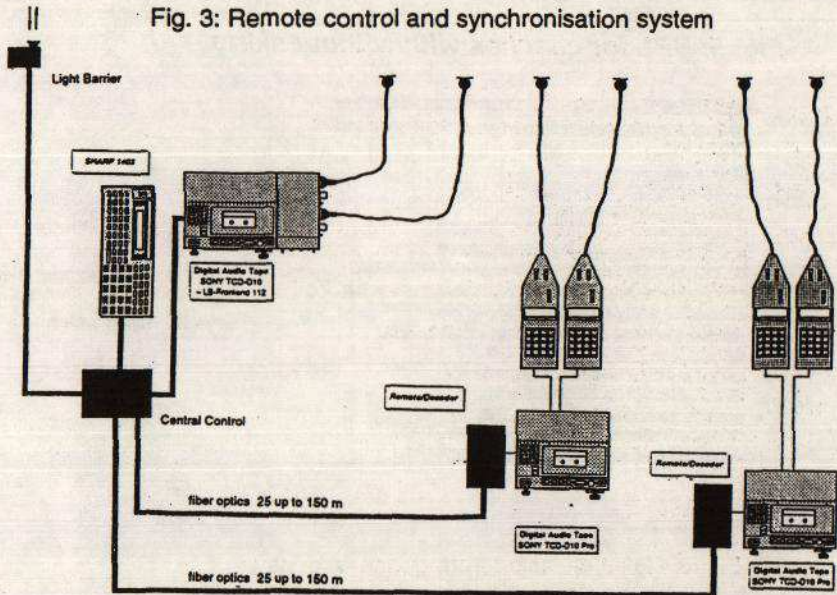 Fig. 3: Remote control and synchronisation system
Light Barrier
SHARP 1403
Digital Audio Tape
SONY TCD-D10
- LS-Frontend 112
Central Control
Remote/Decoder
fiber optics 25 up to 150 m
Digital Audio Tape
SONY TCD-D10 Pro
Remote/Decoder
fiber optics 25 up to 150 m
Digital Audio Tape
SONY TCD-D10 Pro